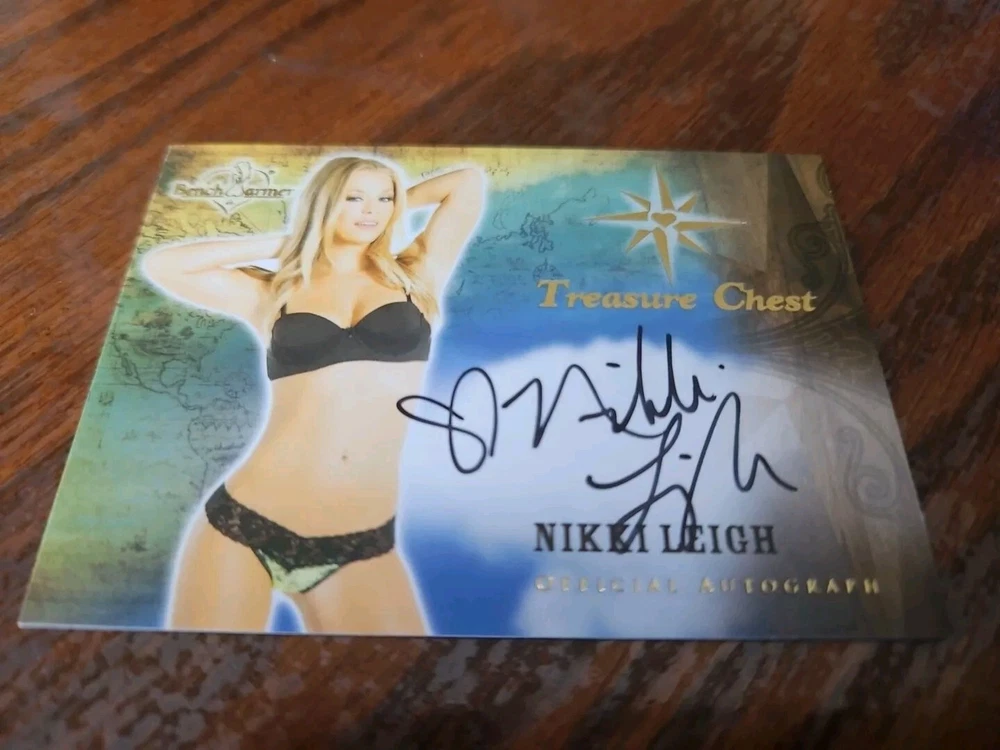 BenchWarmer
Treasure Chest
Nikki Leigh
NIKKI LEIGH
OFFICIAL AUTOGRAPH